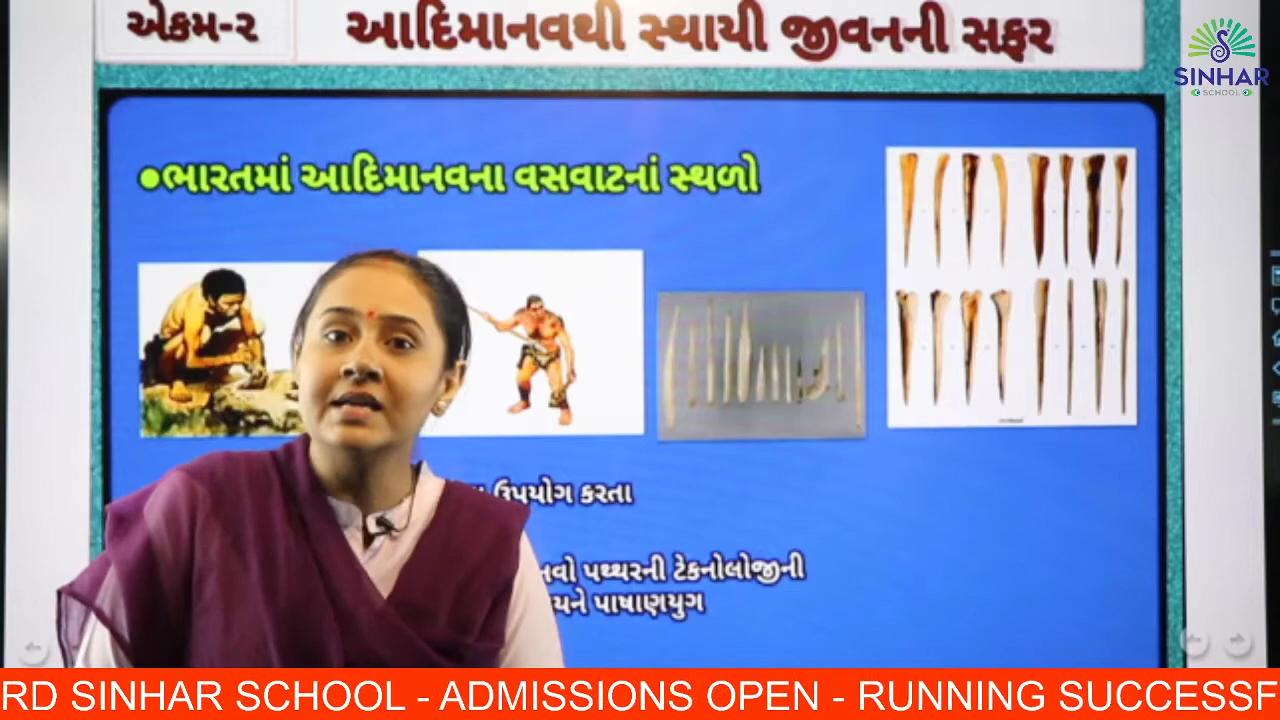 એકમ-૨
આદિમાનવથી સ્થાયી જીવનની સફર
SINHAR
SCHOOL
●ભારતમાં આદિમાનવના વસવાટનાં સ્થળો
ઉપયોગ કરતા
પથ્થરની ટેકનોલોજીની
પાષાણયુગ
RD SINHAR SCHOOL - ADMISSIONS OPEN - RUNNING SUCCESSF